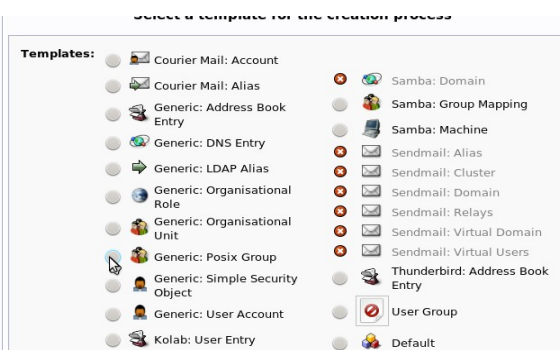 Select a template for the creation process
Templates:
Courier Mail: Account
Courier Mail: Alias
Generic: Address Book
Entry
Generic: DNS Entry
Generic: LDAP Alias
Generic: Organisational
Role
Generic: Organisational
Unit
Generic: Posix Group
Generic: Simple Security
Object
Generic: User Account
Kolab: User Entry
Samba: Domain
Samba: Group Mapping
Samba: Machine
Sendmail: Alias
Sendmail: Cluster
Sendmail: Domain
Sendmail: Relays
Sendmail: Virtual Domain
Sendmail: Virtual Users
Thunderbird: Address Book
Entry
User Group
Default